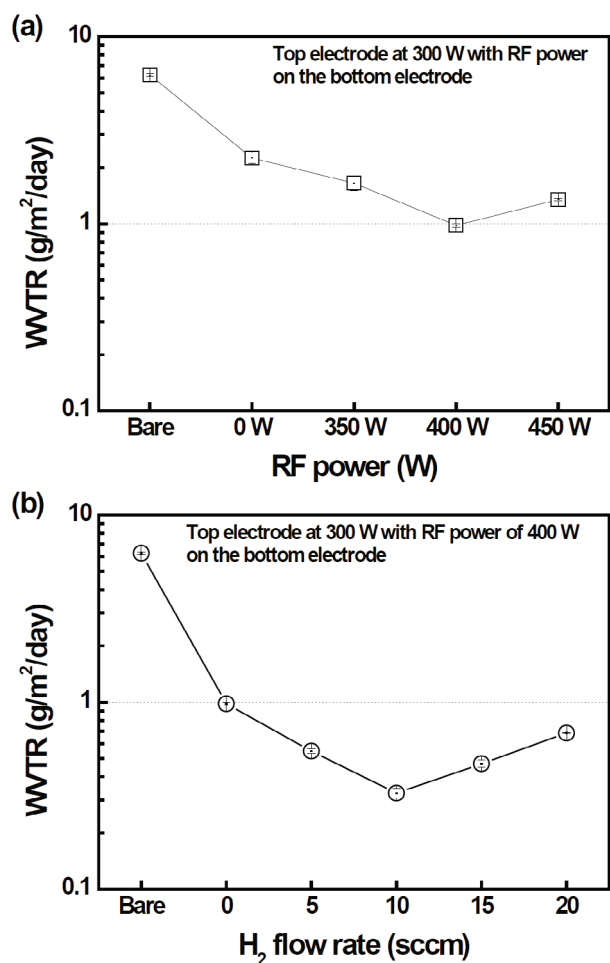 (a)
10
1
0.1
WVTR (g/m²/day)
Top electrode at 300 W with RF power
on the bottom electrode
Bare 0 W 350 W 400 W 450 W
RF power (W)
(b)
10
1
0.1
WVTR (g/m²/day)
Top electrode at 300 W with RF power of 400 W
on the bottom electrode
Bare 0 5 10 15 20
H₂ flow rate (sccm)